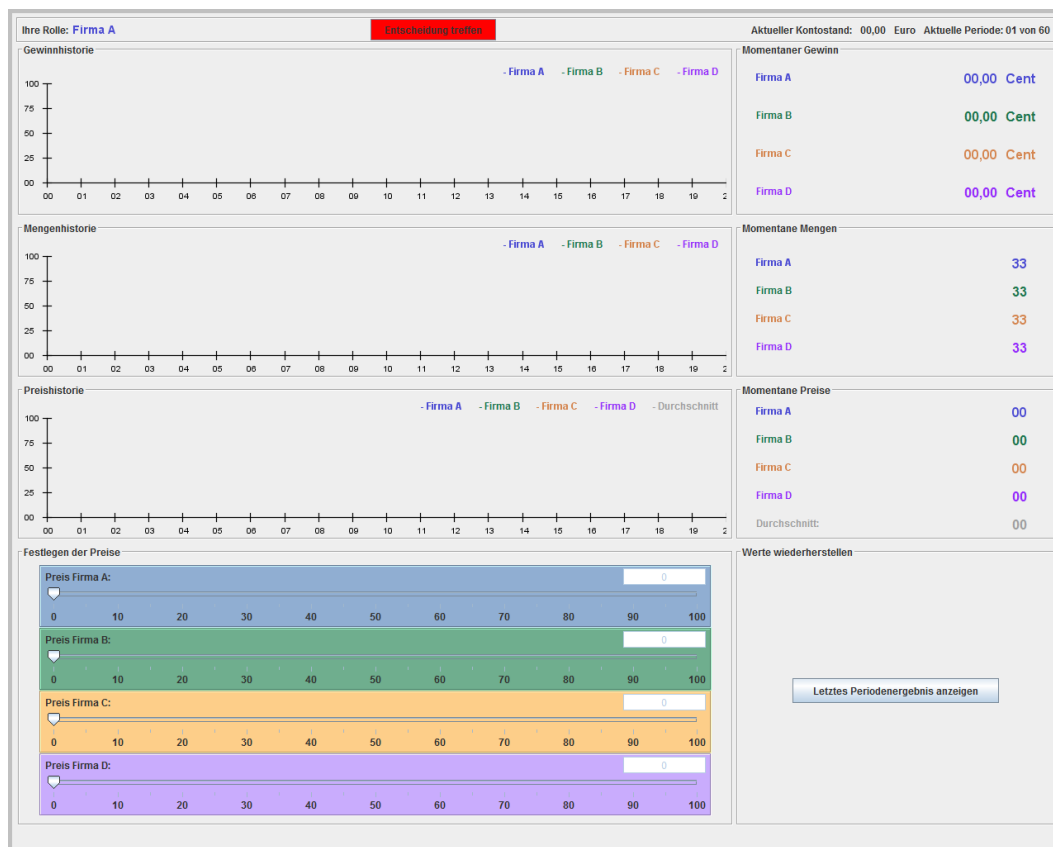 Ihre Rolle: Firma A Entscheidung treffen Aktueller Kontostand: 00,00 Euro Aktuelle Periode: 01 von 60
Gewinnhistorie
- Firma A - Firma B - Firma C - Firma D
100
75
50
25
00
00 01 02 03 04 05 06 07 08 09 10 11 12 13 14 15 16 17 18 19 2
Momentaner Gewinn
Firma A 00,00 Cent
Firma B 00,00 Cent
Firma C 00,00 Cent
Firma D 00,00 Cent
Mengenhistorie
- Firma A - Firma B - Firma C - Firma D
100
75
50
25
00
00 01 02 03 04 05 06 07 08 09 10 11 12 13 14 15 16 17 18 19 2
Momentane Mengen
Firma A 33
Firma B 33
Firma C 33
Firma D 33
Preishistorie
- Firma A - Firma B - Firma C - Firma D - Durchschnitt
100
75
50
25
00
00 01 02 03 04 05 06 07 08 09 10 11 12 13 14 15 16 17 18 19 2
Momentane Preise
Firma A 00
Firma B 00
Firma C 00
Firma D 00
Durchschnitt: 00
Festlegen der Preise
Preis Firma A: 0
0 10 20 30 40 50 60 70 80 90 100
Preis Firma B: 0
0 10 20 30 40 50 60 70 80 90 100
Preis Firma C: 0
0 10 20 30 40 50 60 70 80 90 100
Preis Firma D: 0
0 10 20 30 40 50 60 70 80 90 100
Werte wiederherstellen
Letztes Periodenergebnis anzeigen